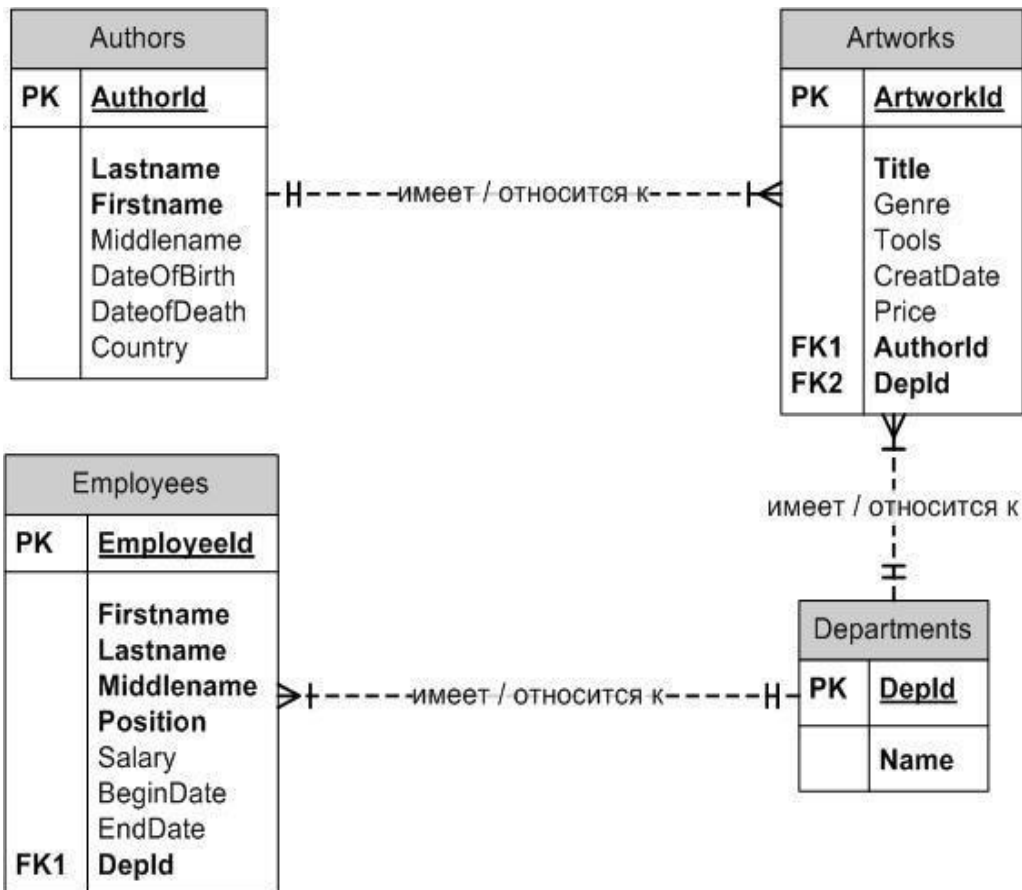 Authors
PK AuthorId
Lastname
Firstname
Middlename
DateOfBirth
DateofDeath
Country
имеет / относится к
Artworks
PK ArtworkId
Title
Genre
Tools
CreatDate
Price
FK1 AuthorId
FK2 DepId
имеет / относится к
Employees
PK EmployeeId
Firstname
Lastname
Middlename
Position
Salary
BeginDate
EndDate
FK1 DepId
имеет / относится к
Departments
PK DepId
Name